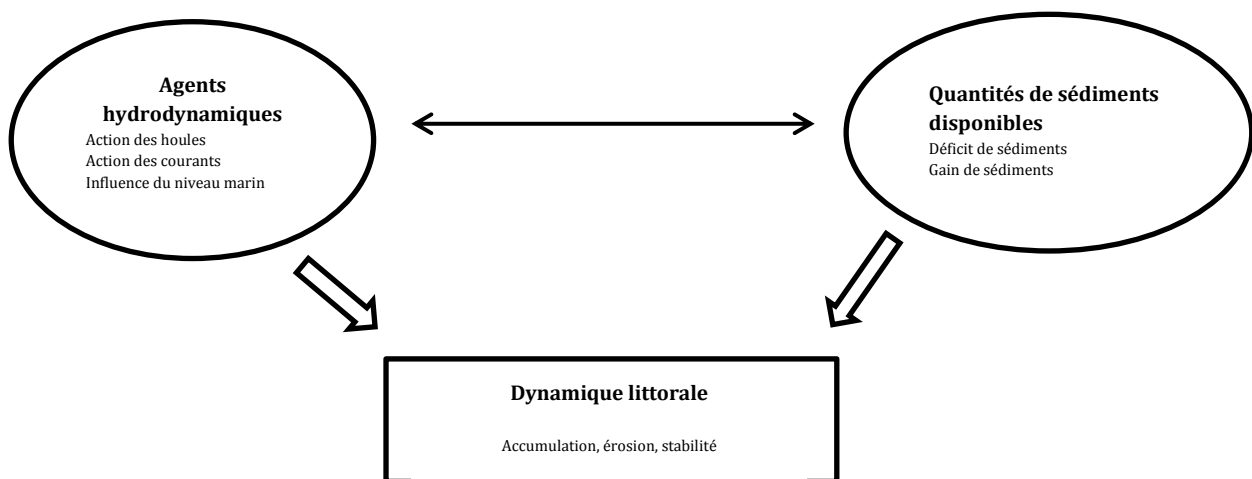 Agents
hydrodynamiques
Action des houles
Action des courants
Influence du niveau marin
Quantités de sédiments
disponibles
Déficit de sédiments
Gain de sédiments
Dynamique littorale
Accumulation, érosion, stabilité